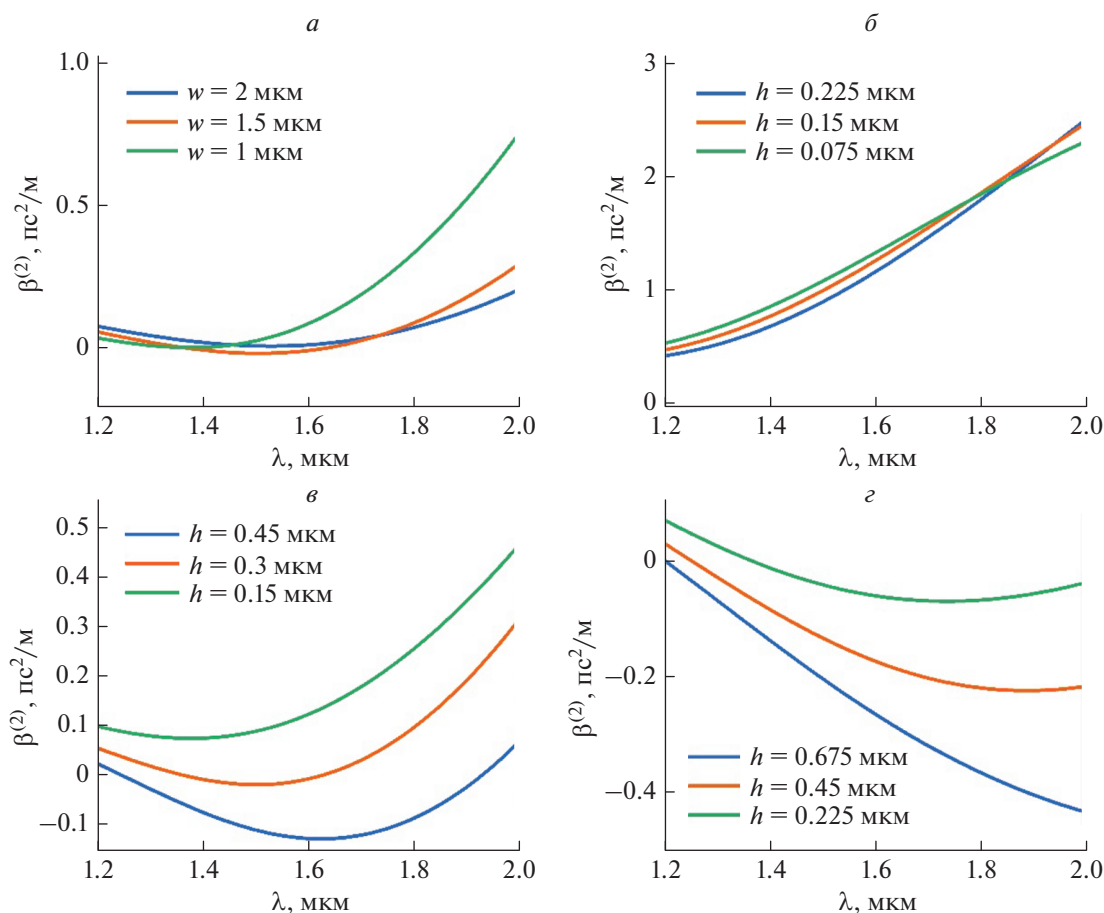 а
1.0
0.5
0
β(2), пс2/м
w = 2 мкм
w = 1.5 мкм
w = 1 мкм
1.2 1.4 1.6 1.8 2.0
λ, мкм
б
3
2
1
0
β(2), пс2/м
h = 0.225 мкм
h = 0.15 мкм
h = 0.075 мкм
1.2 1.4 1.6 1.8 2.0
λ, мкм
в
0.5
0.4
0.3
0.2
0.1
0
−0.1
β(2), пс2/м
h = 0.45 мкм
h = 0.3 мкм
h = 0.15 мкм
1.2 1.4 1.6 1.8 2.0
λ, мкм
г
0
−0.2
−0.4
β(2), пс2/м
h = 0.675 мкм
h = 0.45 мкм
h = 0.225 мкм
1.2 1.4 1.6 1.8 2.0
λ, мкм